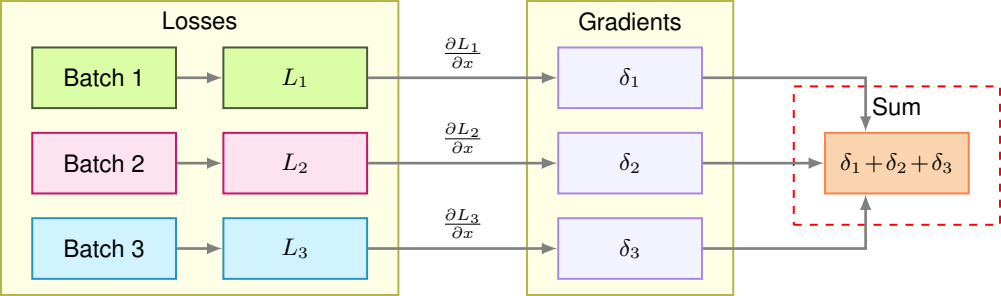 Losses
Gradients
Sum
Batch 1
L₁
∂L₁/∂x
δ₁
Batch 2
L₂
∂L₂/∂x
δ₂
δ₁+δ₂+δ₃
Batch 3
L₃
∂L₃/∂x
δ₃